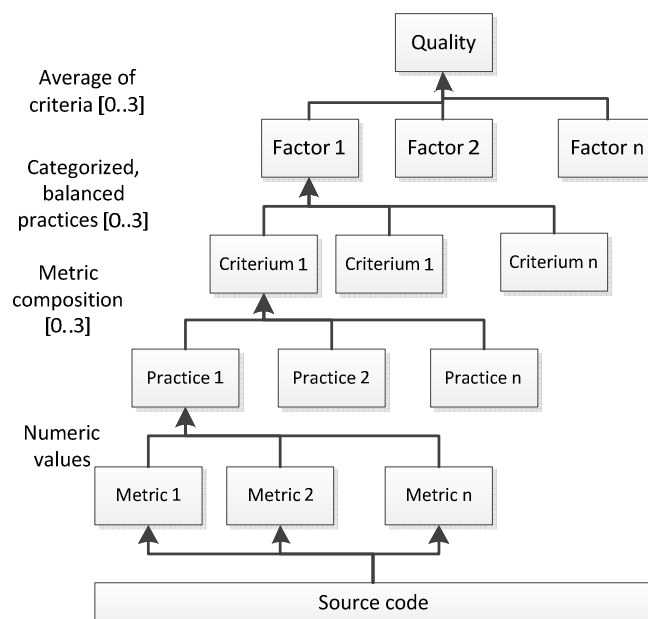 Quality
Average of
criteria [0..3]
Factor 1
Factor 2
Factor n
Categorized,
balanced
practices [0..3]
Criterium 1
Criterium 1
Criterium n
Metric
composition
[0..3]
Practice 1
Practice 2
Practice n
Numeric
values
Metric 1
Metric 2
Metric n
Source code